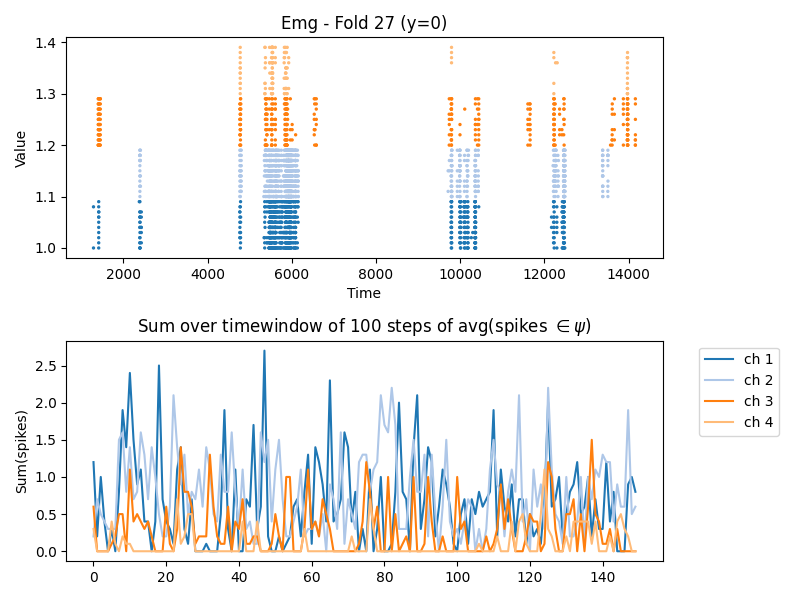 Emg - Fold 27 (y=0)
Value
1.4
1.3
1.2
1.1
1.0
2000 4000 6000 8000 10000 12000 14000
Time
Sum over timewindow of 100 steps of avg(spikes ∈ψ)
Sum(spikes)
2.5
2.0
1.5
1.0
0.5
0.0
0 20 40 60 80 100 120 140
ch 1
ch 2
ch 3
ch 4